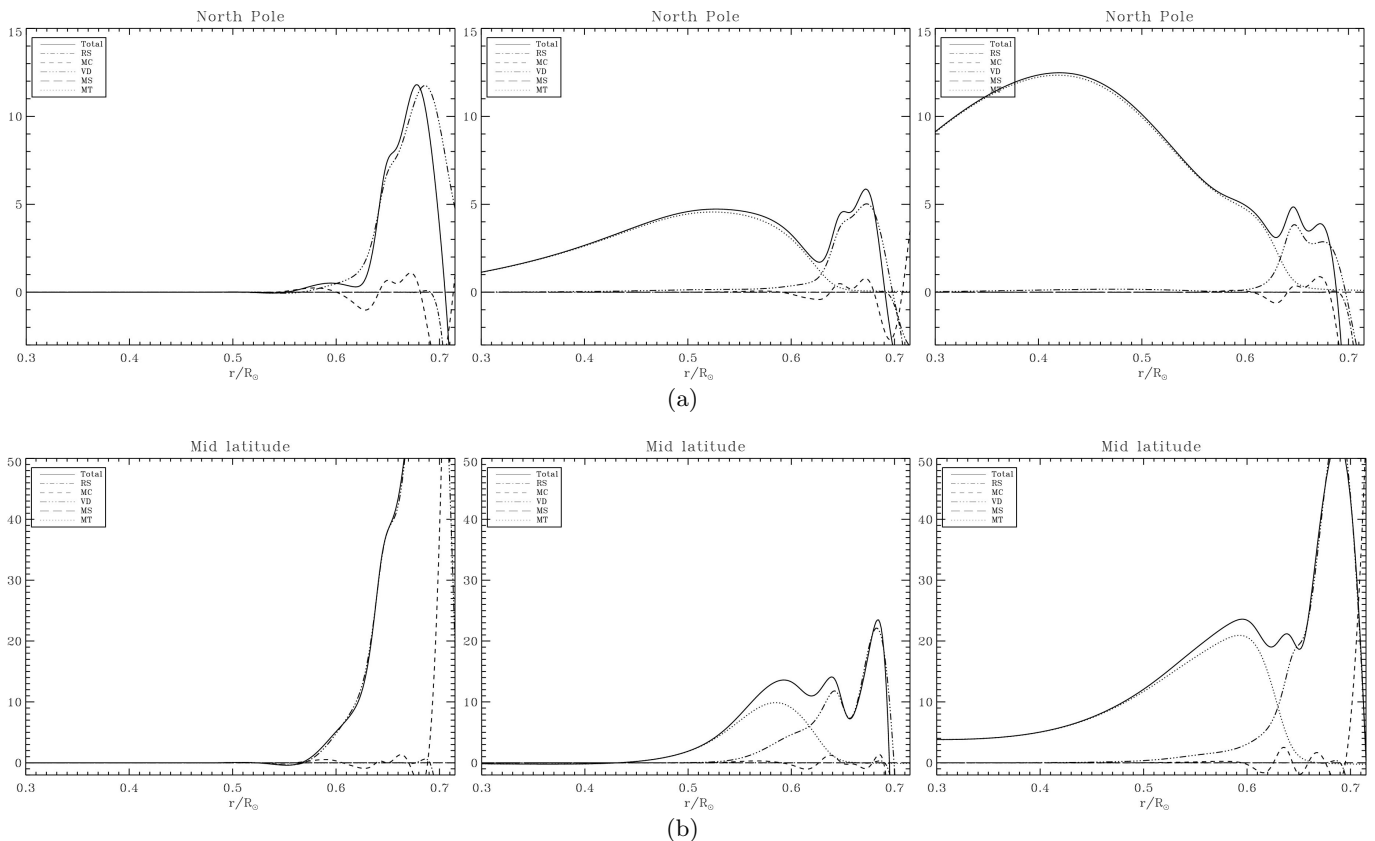 North Pole North Pole North Pole
15 15 15
Total Total Total
RS RS RS
MC MC MC
VD VD VD
MS MS MS
MT MT MT
10 10 10
5 5 5
0 0 0
0.3 0.4 0.5 0.6 0.7 0.3 0.4 0.5 0.6 0.7 0.3 0.4 0.5 0.6 0.7
r/R⊙ r/R⊙ r/R⊙
(a)
Mid latitude Mid latitude Mid latitude
50 50 50
Total Total Total
RS RS RS
MC MC MC
VD VD VD
MS MS MS
MT MT MT
40 40 40
30 30 30
20 20 20
10 10 10
0 0 0
0.3 0.4 0.5 0.6 0.7 0.3 0.4 0.5 0.6 0.7 0.3 0.4 0.5 0.6 0.7
r/R⊙ r/R⊙ r/R⊙
(b)